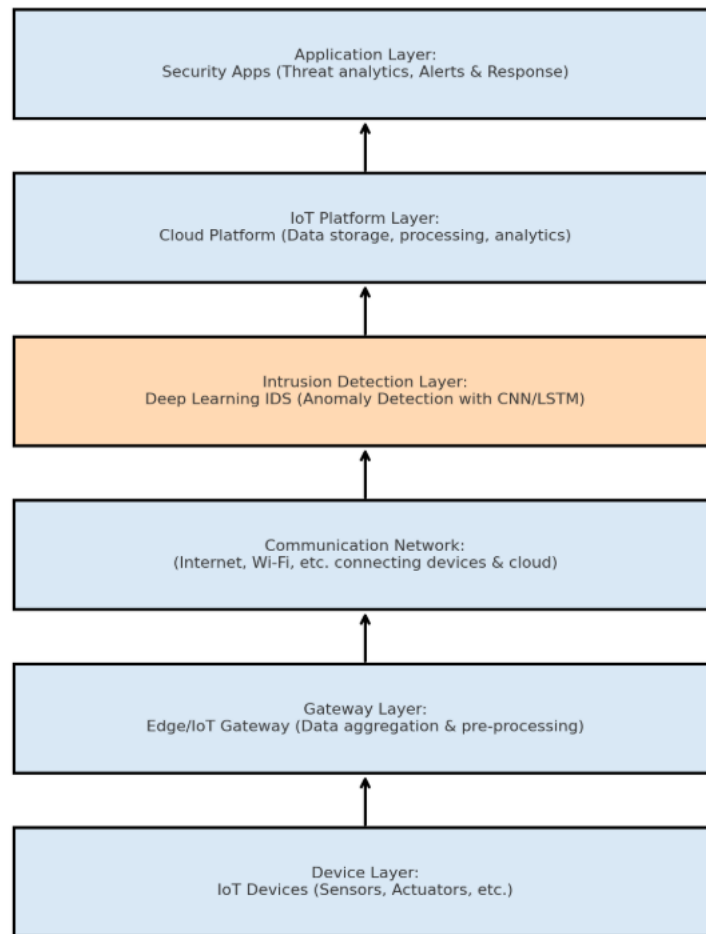 Application Layer:
Security Apps (Threat analytics, Alerts & Response)
IoT Platform Layer:
Cloud Platform (Data storage, processing, analytics)
Intrusion Detection Layer:
Deep Learning IDS (Anomaly Detection with CNN/LSTM)
Communication Network:
(Internet, Wi-Fi, etc. connecting devices & cloud)
Gateway Layer:
Edge/IoT Gateway (Data aggregation & pre-processing)
Device Layer:
IoT Devices (Sensors, Actuators, etc.)